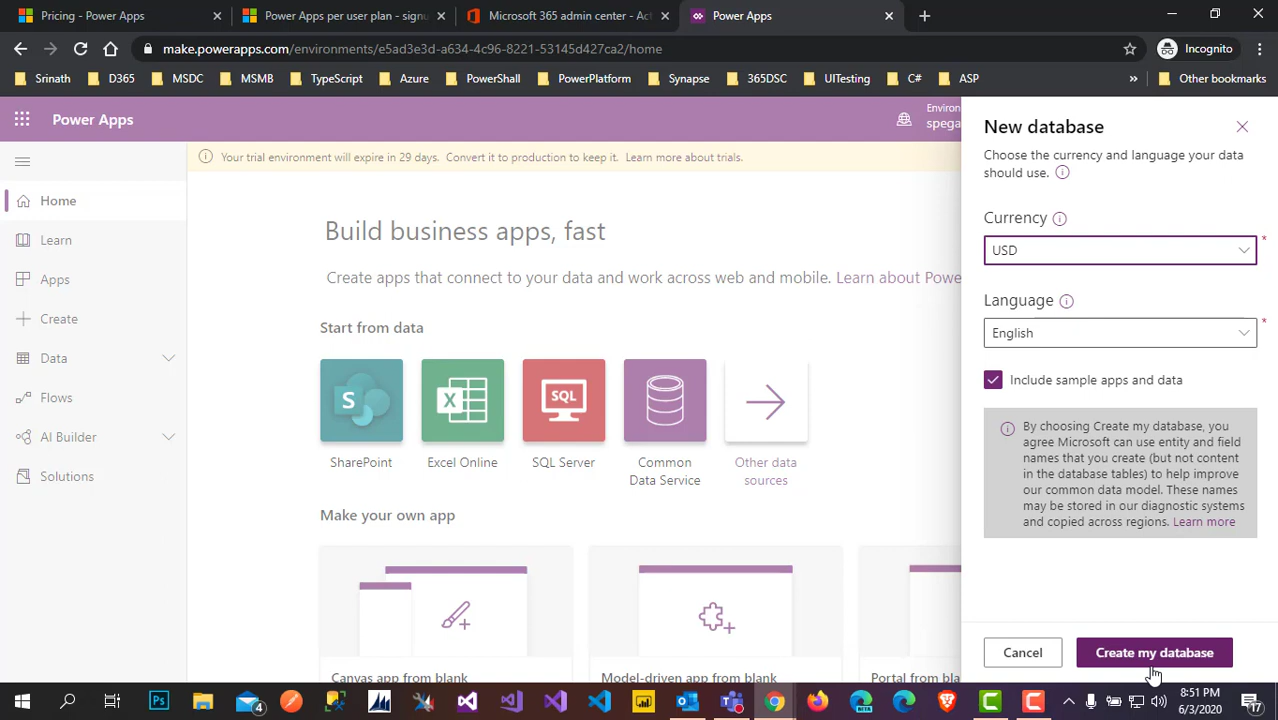 Pricing - Power Apps
Power Apps per user plan - signu
Microsoft 365 admin center - Act
Power Apps
make.powerapps.com/environments/e5ad3e3d-a634-4c96-8221-53145d427ca2/home
Incognito
Srinath
D365
MSDC
MSMB
TypeScript
Azure
PowerShall
PowerPlatform
Synapse
365DSC
UITesting
C#
ASP
»
Other bookmarks
Power Apps
Environ
spega
Your trial environment will expire in 29 days. Convert it to production to keep it. Learn more about trials.
Home
Learn
Apps
Create
Data
Flows
AI Builder
Solutions
Build business apps, fast
Create apps that connect to your data and work across web and mobile. Learn about Powe
Start from data
S
X
SQL
SharePoint
Excel Online
SQL Server
Common
Data Service
Other data
sources
Make your own app
Canvas app from blank
Model-driven app from blank
Portal from blank
New database
Choose the currency and language your data
should use.
Currency
USD
*
Language
English
*
Include sample apps and data
By choosing Create my database, you
agree Microsoft can use entity and field
names that you create (but not content
in the database tables) to help improve
our common data model. These names
may be stored in our diagnostic systems
and copied across regions. Learn more
Cancel
Create my database
Ps
4
8:51 PM
6/3/2020
17